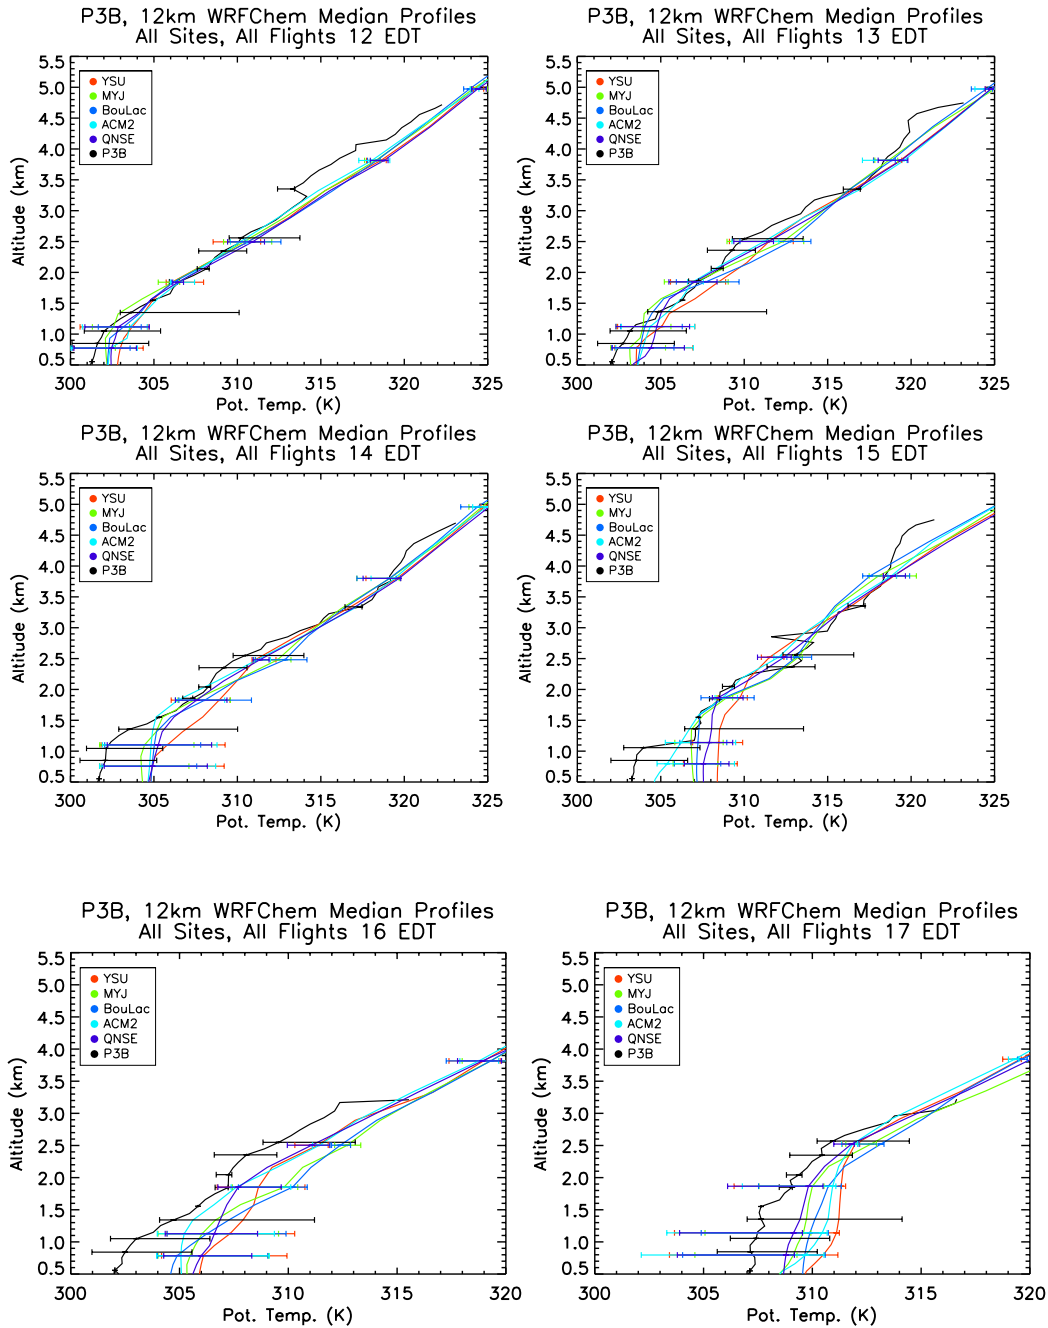 P3B, 12km WRFChem Median Profiles
All Sites, All Flights 12 EDT
5.5
5.0
4.5
4.0
3.5
3.0
2.5
2.0
1.5
1.0
0.5
Altitude (km)
YSU
MYJ
BouLac
ACM2
QNSE
P3B
300 305 310 315 320 325
Pot. Temp. (K)
P3B, 12km WRFChem Median Profiles
All Sites, All Flights 13 EDT
5.5
5.0
4.5
4.0
3.5
3.0
2.5
2.0
1.5
1.0
0.5
Altitude (km)
YSU
MYJ
BouLac
ACM2
QNSE
P3B
300 305 310 315 320 325
Pot. Temp. (K)
P3B, 12km WRFChem Median Profiles
All Sites, All Flights 14 EDT
5.5
5.0
4.5
4.0
3.5
3.0
2.5
2.0
1.5
1.0
0.5
Altitude (km)
YSU
MYJ
BouLac
ACM2
QNSE
P3B
300 305 310 315 320 325
Pot. Temp. (K)
P3B, 12km WRFChem Median Profiles
All Sites, All Flights 15 EDT
5.5
5.0
4.5
4.0
3.5
3.0
2.5
2.0
1.5
1.0
0.5
Altitude (km)
YSU
MYJ
BouLac
ACM2
QNSE
P3B
300 305 310 315 320 325
Pot. Temp. (K)
P3B, 12km WRFChem Median Profiles
All Sites, All Flights 16 EDT
5.5
5.0
4.5
4.0
3.5
3.0
2.5
2.0
1.5
1.0
0.5
Altitude (km)
YSU
MYJ
BouLac
ACM2
QNSE
P3B
300 305 310 315 320
Pot. Temp. (K)
P3B, 12km WRFChem Median Profiles
All Sites, All Flights 17 EDT
5.5
5.0
4.5
4.0
3.5
3.0
2.5
2.0
1.5
1.0
0.5
Altitude (km)
YSU
MYJ
BouLac
ACM2
QNSE
P3B
300 305 310 315 320
Pot. Temp. (K)